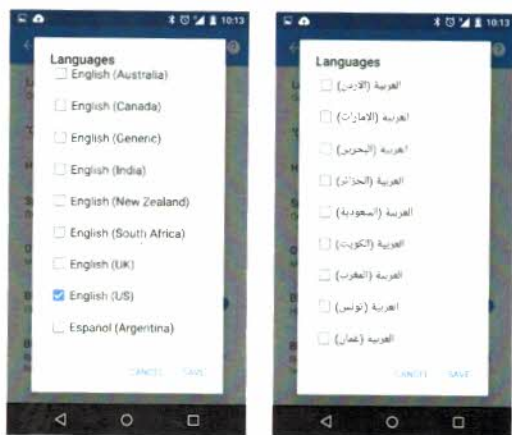 10:13
Languages
English (Australia)
English (Canada)
English (Generic)
English (India)
English (New Zealand)
English (South Africa)
English (UK)
English (US)
Espanol (Argentina)
CANCEL SAVE
10:13
Languages
العربية (الأردن)
العربية (الامارات)
العربية (البحرين)
العربية (الجزائر)
العربية (السعودية)
العربية (الكويت)
العربية (المغرب)
العربية (تونس)
العربية (عمان)
CANCEL SAVE